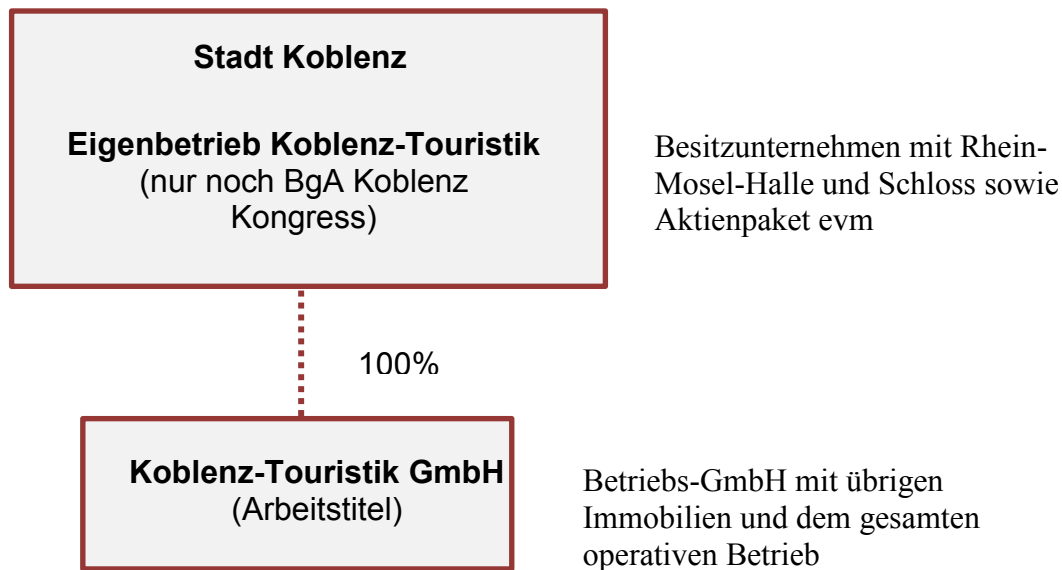 Stadt Koblenz
Eigenbetrieb Koblenz-Touristik
(nur noch BgA Koblenz
Kongress)
Besitzunternehmen mit Rhein-
Mosel-Halle und Schloss sowie
Aktienpaket evm
100%
Koblenz-Touristik GmbH
(Arbeitstitel)
Betriebs-GmbH mit übrigen
Immobilien und dem gesamten
operativen Betrieb